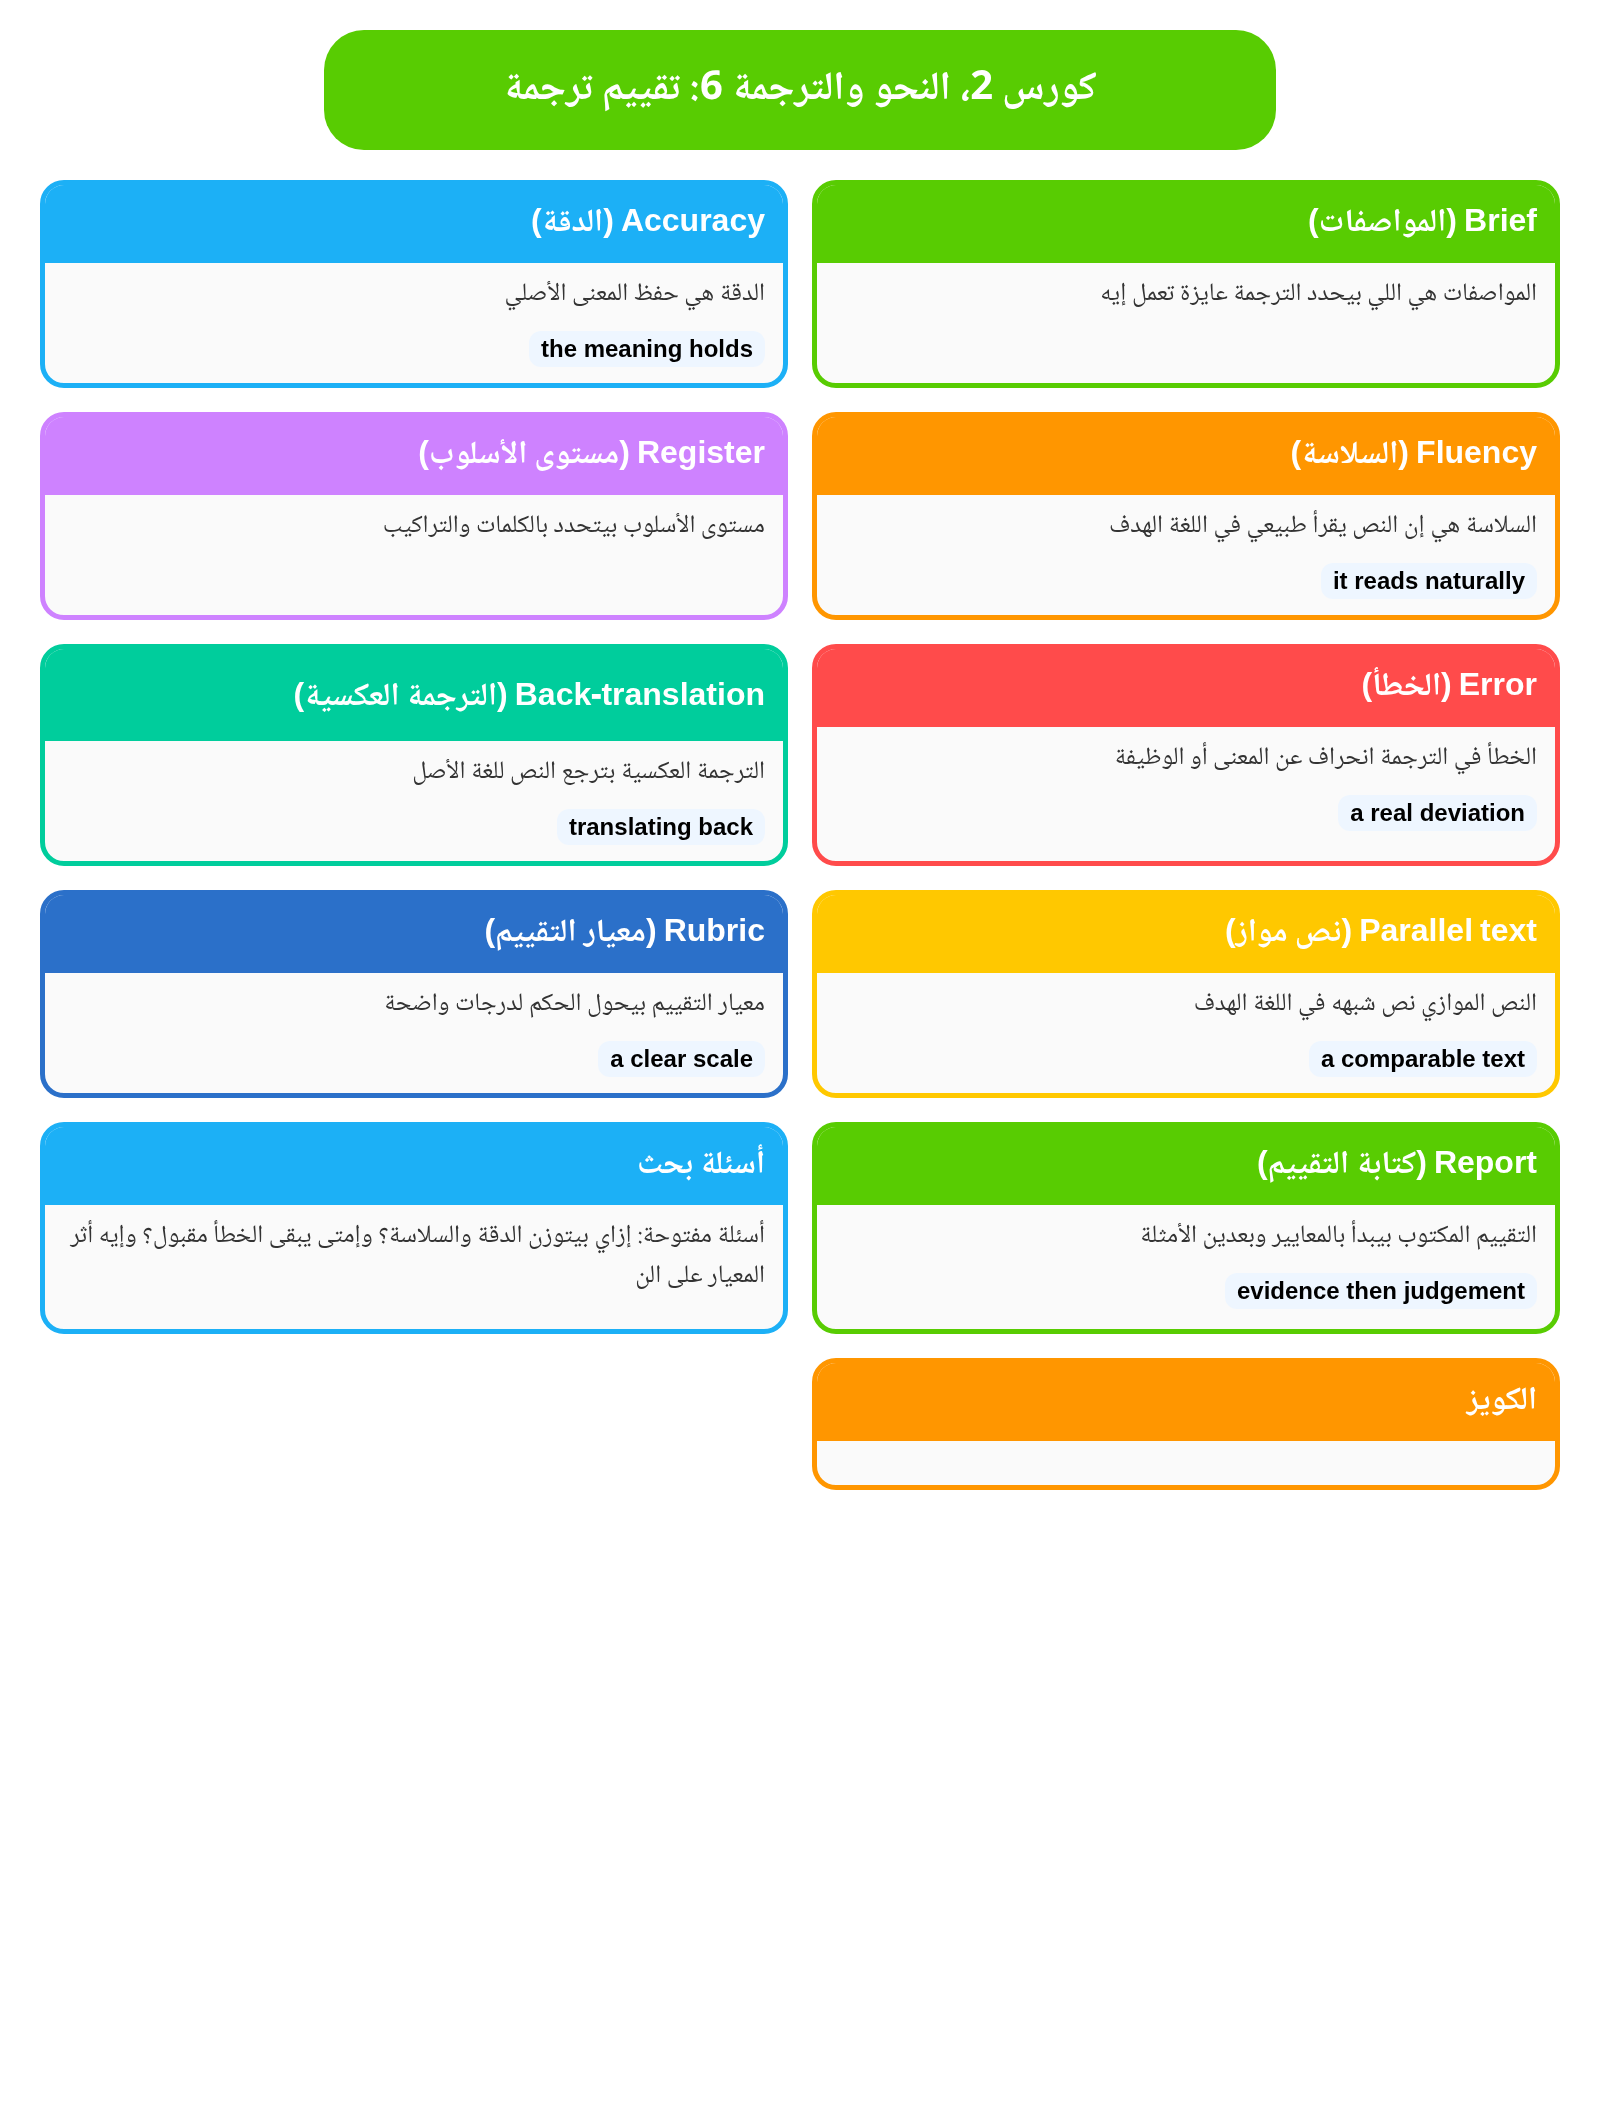 كورس 2، النحو والترجمة 6: تقييم ترجمة
Brief (المواصفات)
المواصفات هي اللي بيحدد الترجمة عايزة تعمل إيه
Accuracy (الدقة)
الدقة هي حفظ المعنى الأصلي
the meaning holds
Fluency (السلاسة)
السلاسة هي إن النص يقرأ طبيعي في اللغة الهدف
it reads naturally
Register (مستوى الأسلوب)
مستوى الأسلوب بيتحدد بالكلمات والتراكيب
Error (الخطأ)
الخطأ في الترجمة انحراف عن المعنى أو الوظيفة
a real deviation
Back-translation (الترجمة العكسية)
الترجمة العكسية بترجع النص للغة الأصل
translating back
Parallel text (نص مواز)
النص الموازي نص شبهه في اللغة الهدف
a comparable text
Rubric (معيار التقييم)
معيار التقييم بيحول الحكم لدرجات واضحة
a clear scale
Report (كتابة التقييم)
التقييم المكتوب بيبدأ بالمعايير وبعدين الأمثلة
evidence then judgement
أسئلة بحث
أسئلة مفتوحة: إزاي بيتوزن الدقة والسلاسة؟ وإمتى يبقى الخطأ مقبول؟ وإيه أثر
المعيار على الن
الكويز